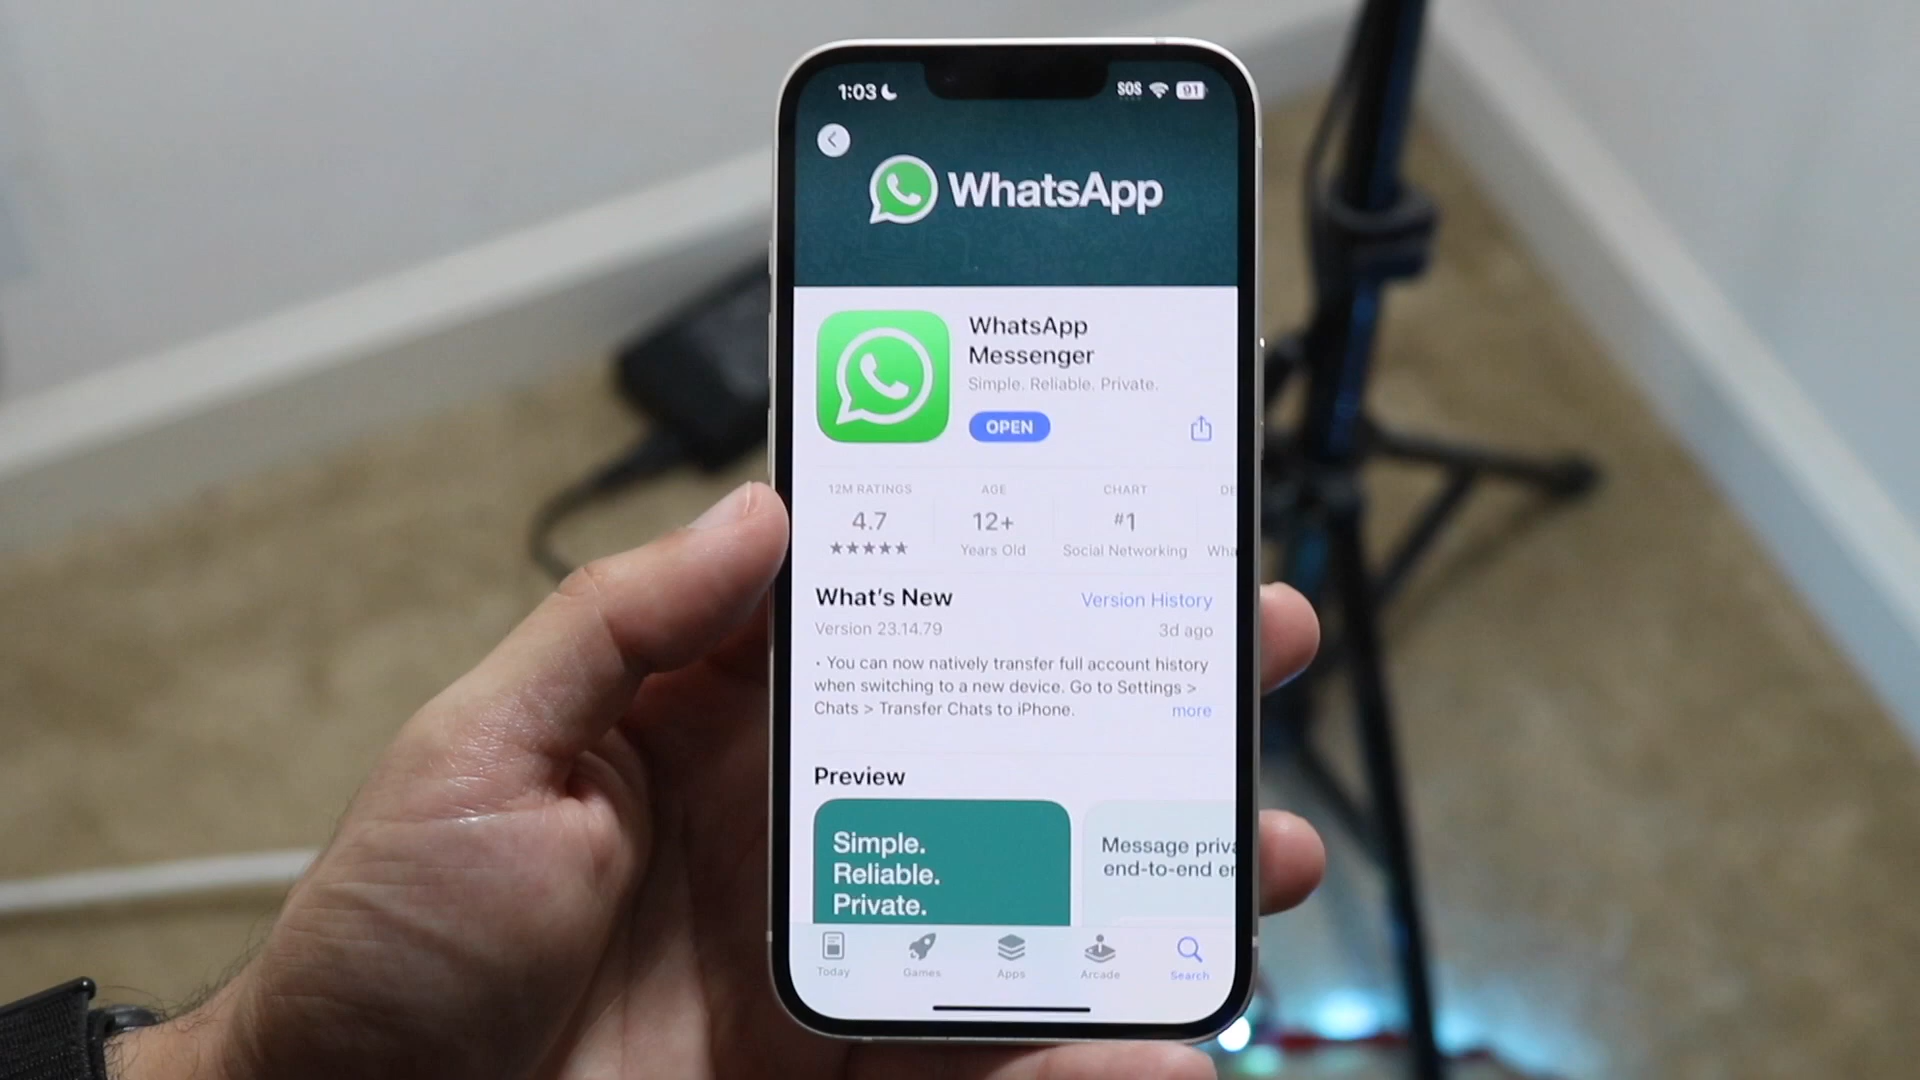 1:03
SOS
91
WhatsApp
WhatsApp
Messenger
Simple. Reliable. Private.
OPEN
12M RATINGS
AGE
CHART
4.7
12+
#1
★★★★★
Years Old
Social Networking
What's New
Version History
Version 23.14.79
3d ago
• You can now natively transfer full account history
when switching to a new device. Go to Settings >
Chats > Transfer Chats to iPhone.
more
Preview
Simple.
Reliable.
Private.
Message priva
end-to-end en
Today
Games
Apps
Arcade
Search